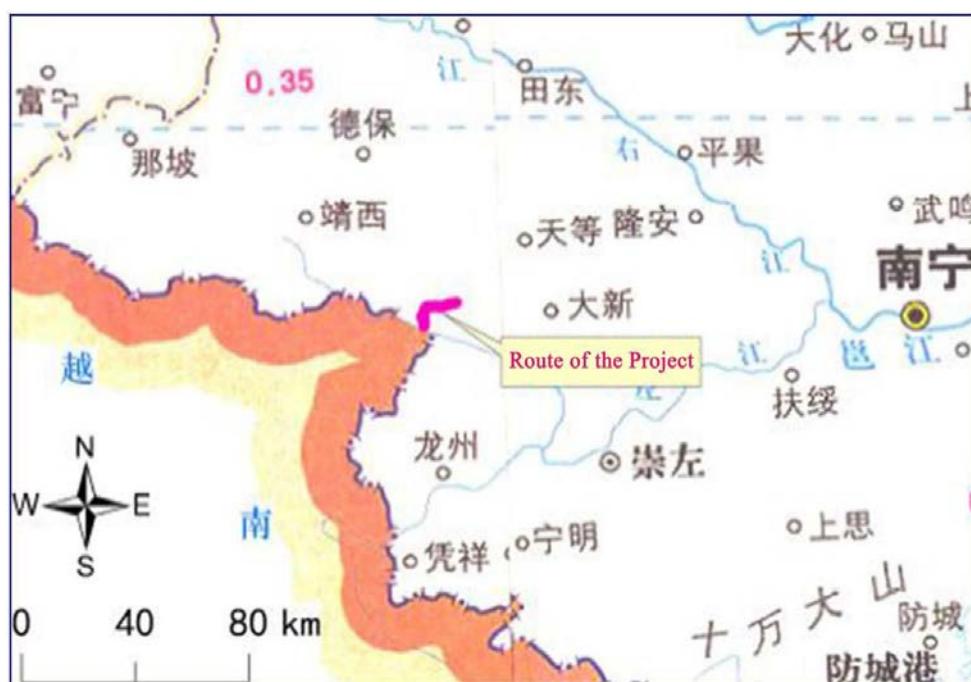 大化
马山
江
田东
上
0.35
富宁
德保
那坡
右
平果
靖西
武鸣
天等
隆安
江
南宁
大新
Route of the Project
江
左
邕
江
越
扶绥
龙州
崇左
N
W
E
S
南
上思
凭祥
宁明
十万大山
防城
防城港
0
40
80 km